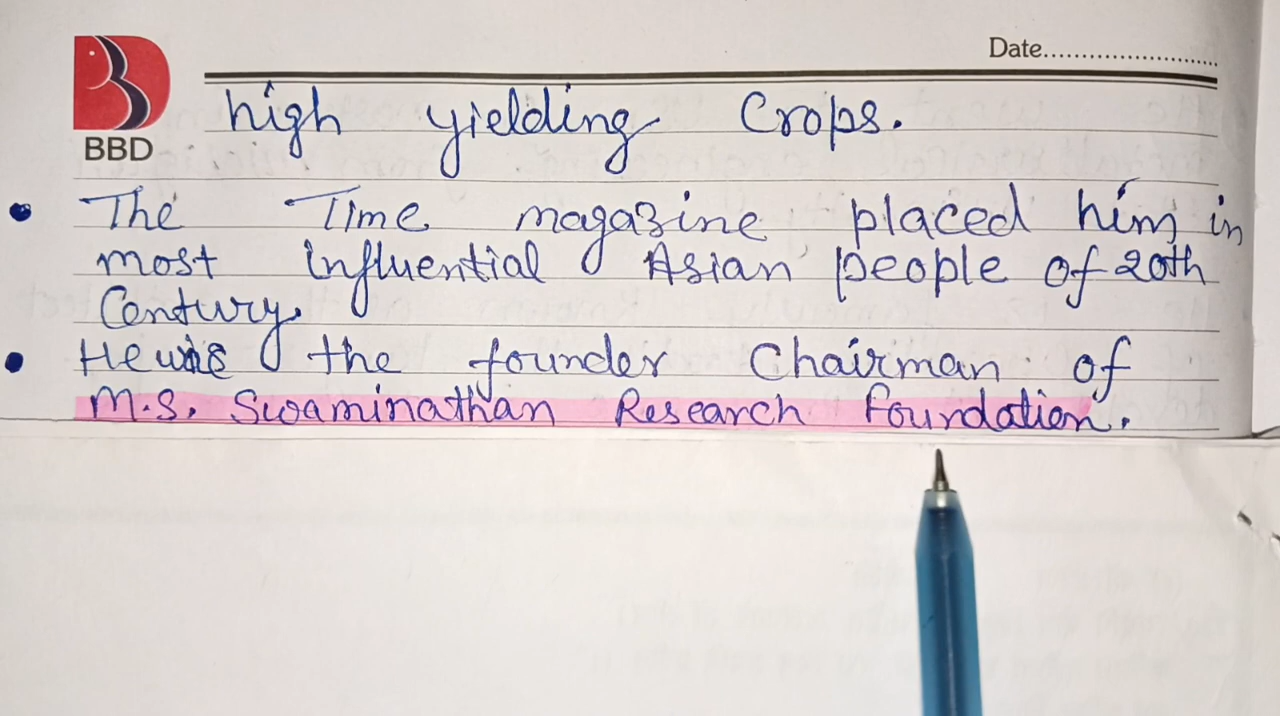 Date..........................
BBD
high yielding Crops.
• The Time magazine placed him in
most influential Asian people of 20th
Century.
• He was the founder Chairman of
M.S. Swaminathan Research Foundation.